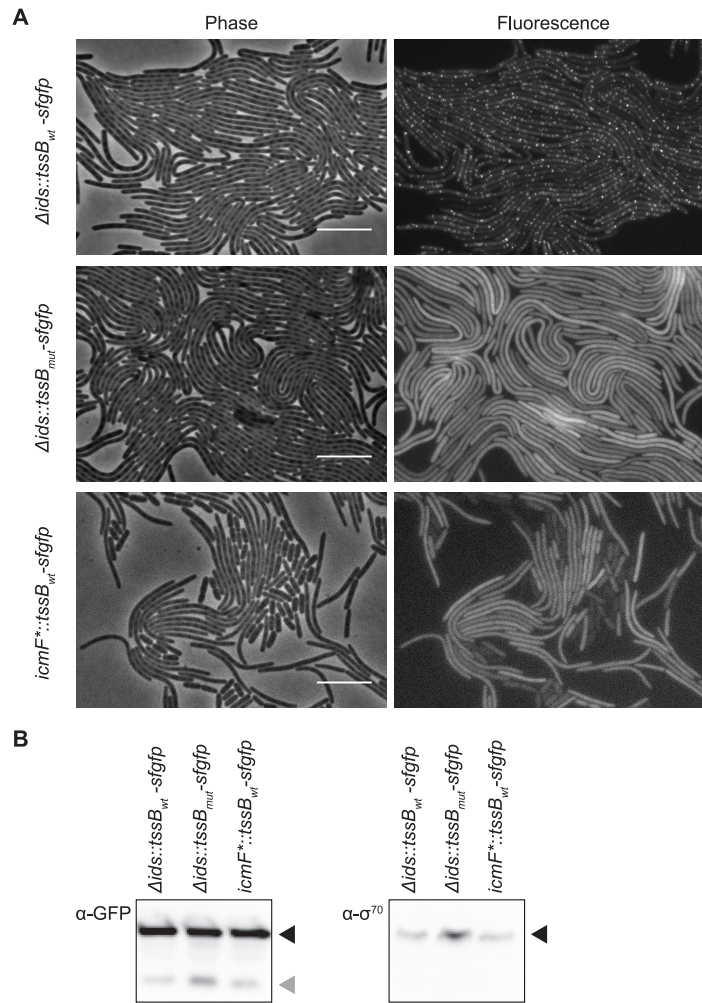 A
Phase
Fluorescence
Δids::tssBwt -sfgfp
Δids::tssBmut-sfgfp
icmF*::tssBwt-sfgfp
B
Δids::tssBwt -sfgfp
Δids::tssBmut-sfgfp
icmF*::tssBwt-sfgfp
Δids::tssBwt -sfgfp
Δids::tssBmut-sfgfp
icmF*::tssBwt-sfgfp
α-GFP
α-σ⁷⁰